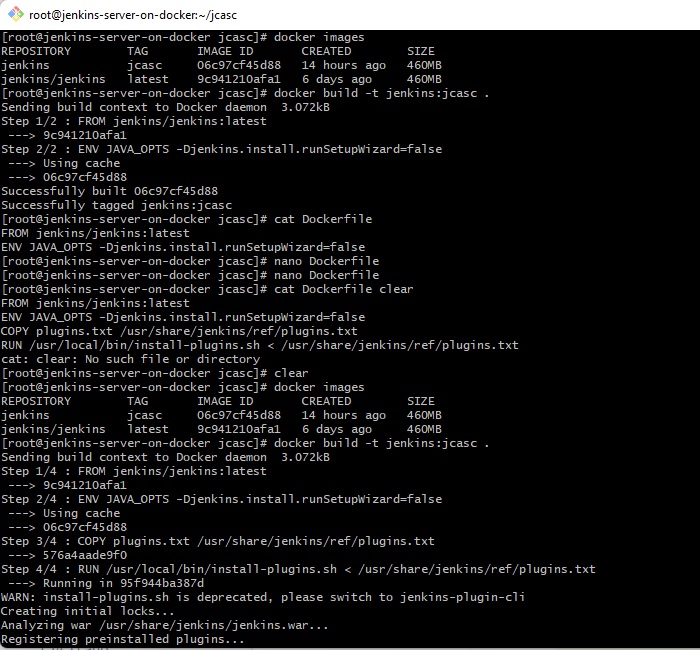 root@jenkins-server-on-docker:~/jcasc
[root@jenkins-server-on-docker jcasc]# docker images
REPOSITORY TAG IMAGE ID CREATED SIZE
jenkins jcasc 06c97cf45d88 14 hours ago 460MB
jenkins/jenkins latest 9c941210afa1 6 days ago 460MB
[root@jenkins-server-on-docker jcasc]# docker build -t jenkins:jcasc .
Sending build context to Docker daemon 3.072kB
Step 1/2 : FROM jenkins/jenkins:latest
---> 9c941210afa1
Step 2/2 : ENV JAVA_OPTS -Djenkins.install.runSetupWizard=false
---> Using cache
---> 06c97cf45d88
Successfully built 06c97cf45d88
Successfully tagged jenkins:jcasc
[root@jenkins-server-on-docker jcasc]# cat Dockerfile
FROM jenkins/jenkins:latest
ENV JAVA_OPTS -Djenkins.install.runSetupWizard=false
[root@jenkins-server-on-docker jcasc]# nano Dockerfile
[root@jenkins-server-on-docker jcasc]# nano Dockerfile
[root@jenkins-server-on-docker jcasc]# cat Dockerfile clear
FROM jenkins/jenkins:latest
ENV JAVA_OPTS -Djenkins.install.runSetupWizard=false
COPY plugins.txt /usr/share/jenkins/ref/plugins.txt
RUN /usr/local/bin/install-plugins.sh < /usr/share/jenkins/ref/plugins.txt
cat: clear: No such file or directory
[root@jenkins-server-on-docker jcasc]# clear
[root@jenkins-server-on-docker jcasc]# docker images
REPOSITORY TAG IMAGE ID CREATED SIZE
jenkins jcasc 06c97cf45d88 14 hours ago 460MB
jenkins/jenkins latest 9c941210afa1 6 days ago 460MB
[root@jenkins-server-on-docker jcasc]# docker build -t jenkins:jcasc .
Sending build context to Docker daemon 3.072kB
Step 1/4 : FROM jenkins/jenkins:latest
---> 9c941210afa1
Step 2/4 : ENV JAVA_OPTS -Djenkins.install.runSetupWizard=false
---> Using cache
---> 06c97cf45d88
Step 3/4 : COPY plugins.txt /usr/share/jenkins/ref/plugins.txt
---> 576a4aade9f0
Step 4/4 : RUN /usr/local/bin/install-plugins.sh < /usr/share/jenkins/ref/plugins.txt
---> Running in 95f944ba387d
WARN: install-plugins.sh is deprecated, please switch to jenkins-plugin-cli
Creating initial locks...
Analyzing war /usr/share/jenkins/jenkins.war...
Registering preinstalled plugins...